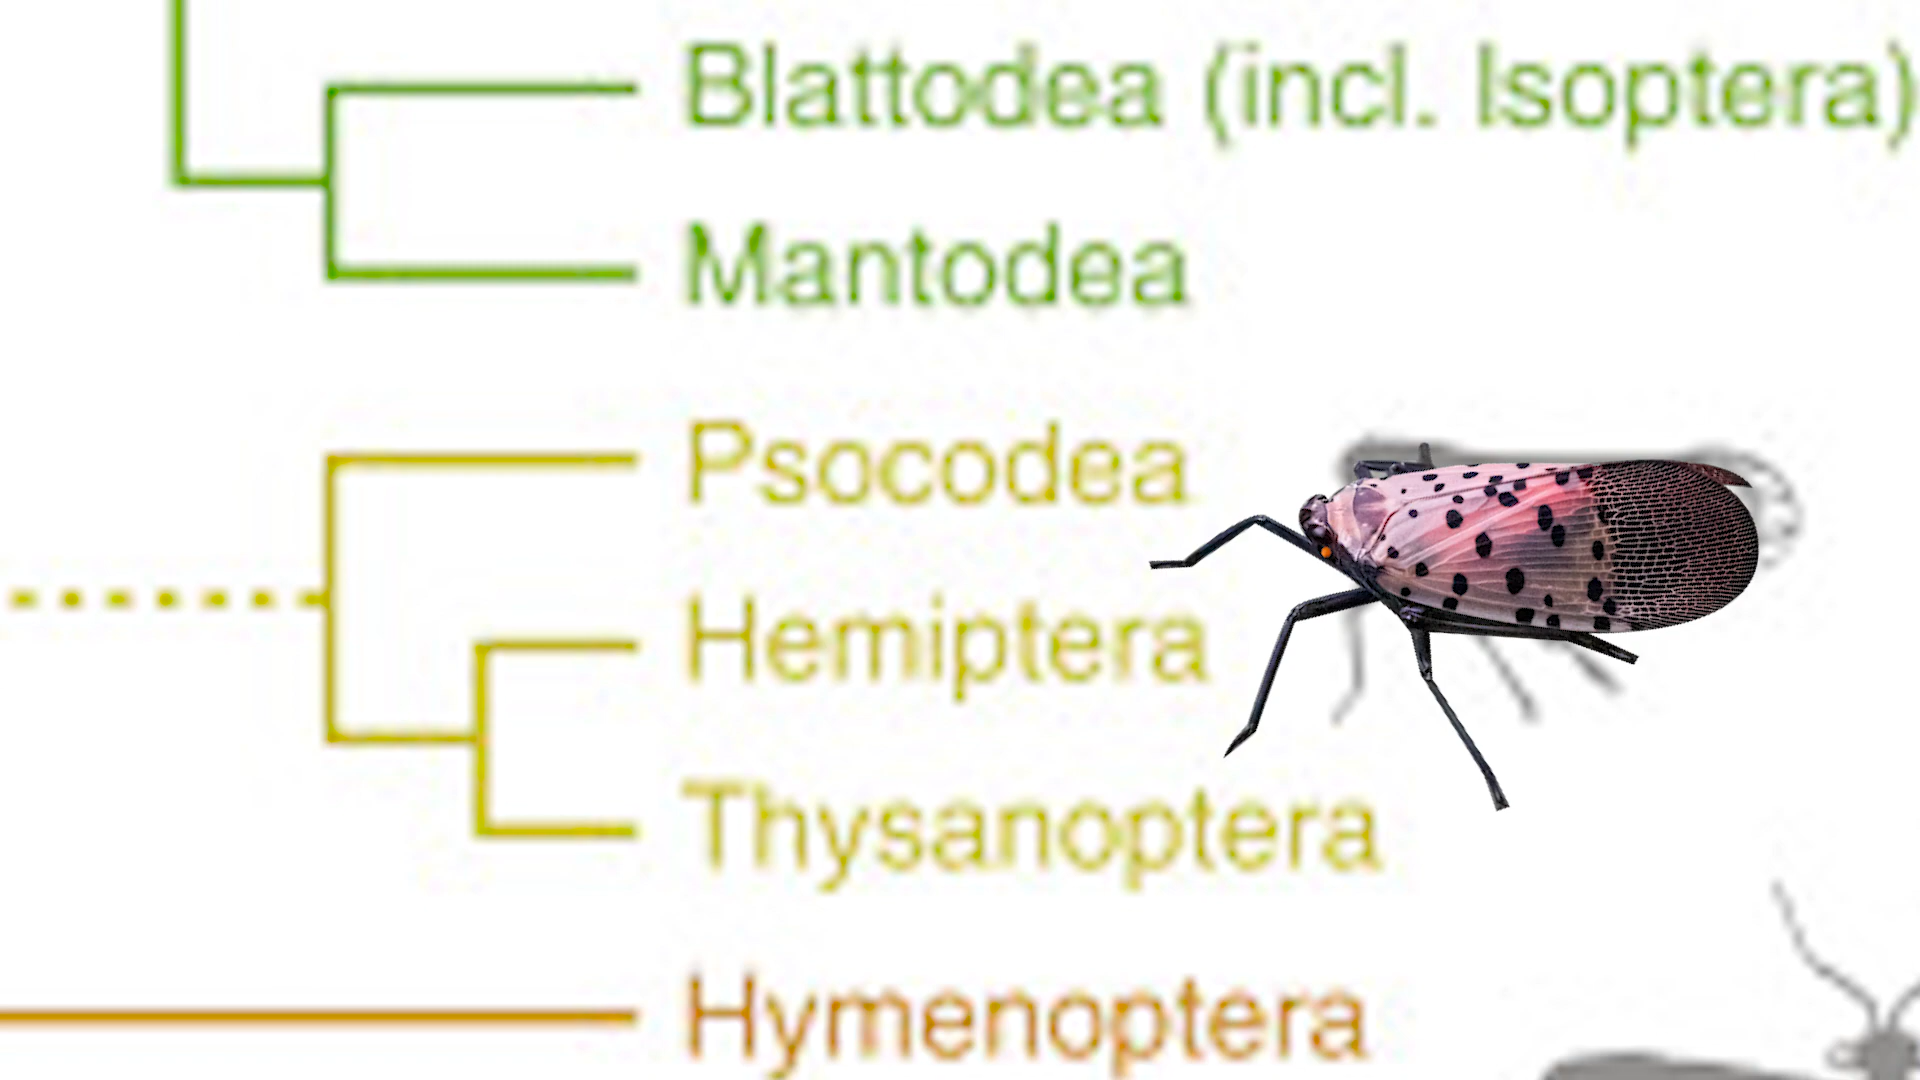 Blattodea (incl. Isoptera)
Mantodea
Psocodea
Hemiptera
Thysanoptera
Hymenoptera